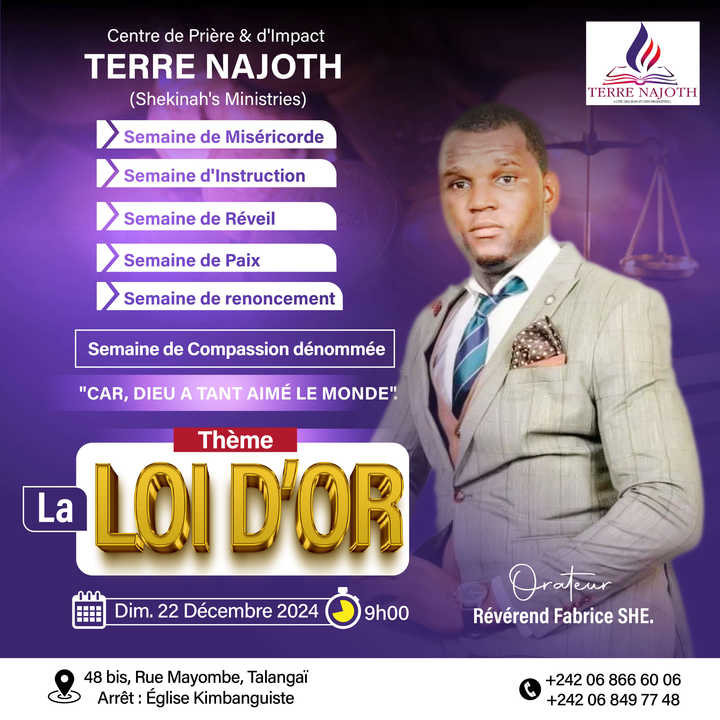 Centre de Prière & d'Impact
TERRE NAJOTH
(Shekinah's Ministries)
TERRE NAJOTH
Semaine de Miséricorde
Semaine d'Instruction
Semaine de Réveil
Semaine de Paix
Semaine de renoncement
Semaine de Compassion dénommée
"CAR, DIEU A TANT AIMÉ LE MONDE".
Thème
La LOI D'OR
Dim. 22 Décembre 2024 9h00
Orateur
Révérend Fabrice SHE.
48 bis, Rue Mayombe, Talangaï
Arrêt : Église Kimbanguiste
+242 06 866 60 06
+242 06 849 77 48